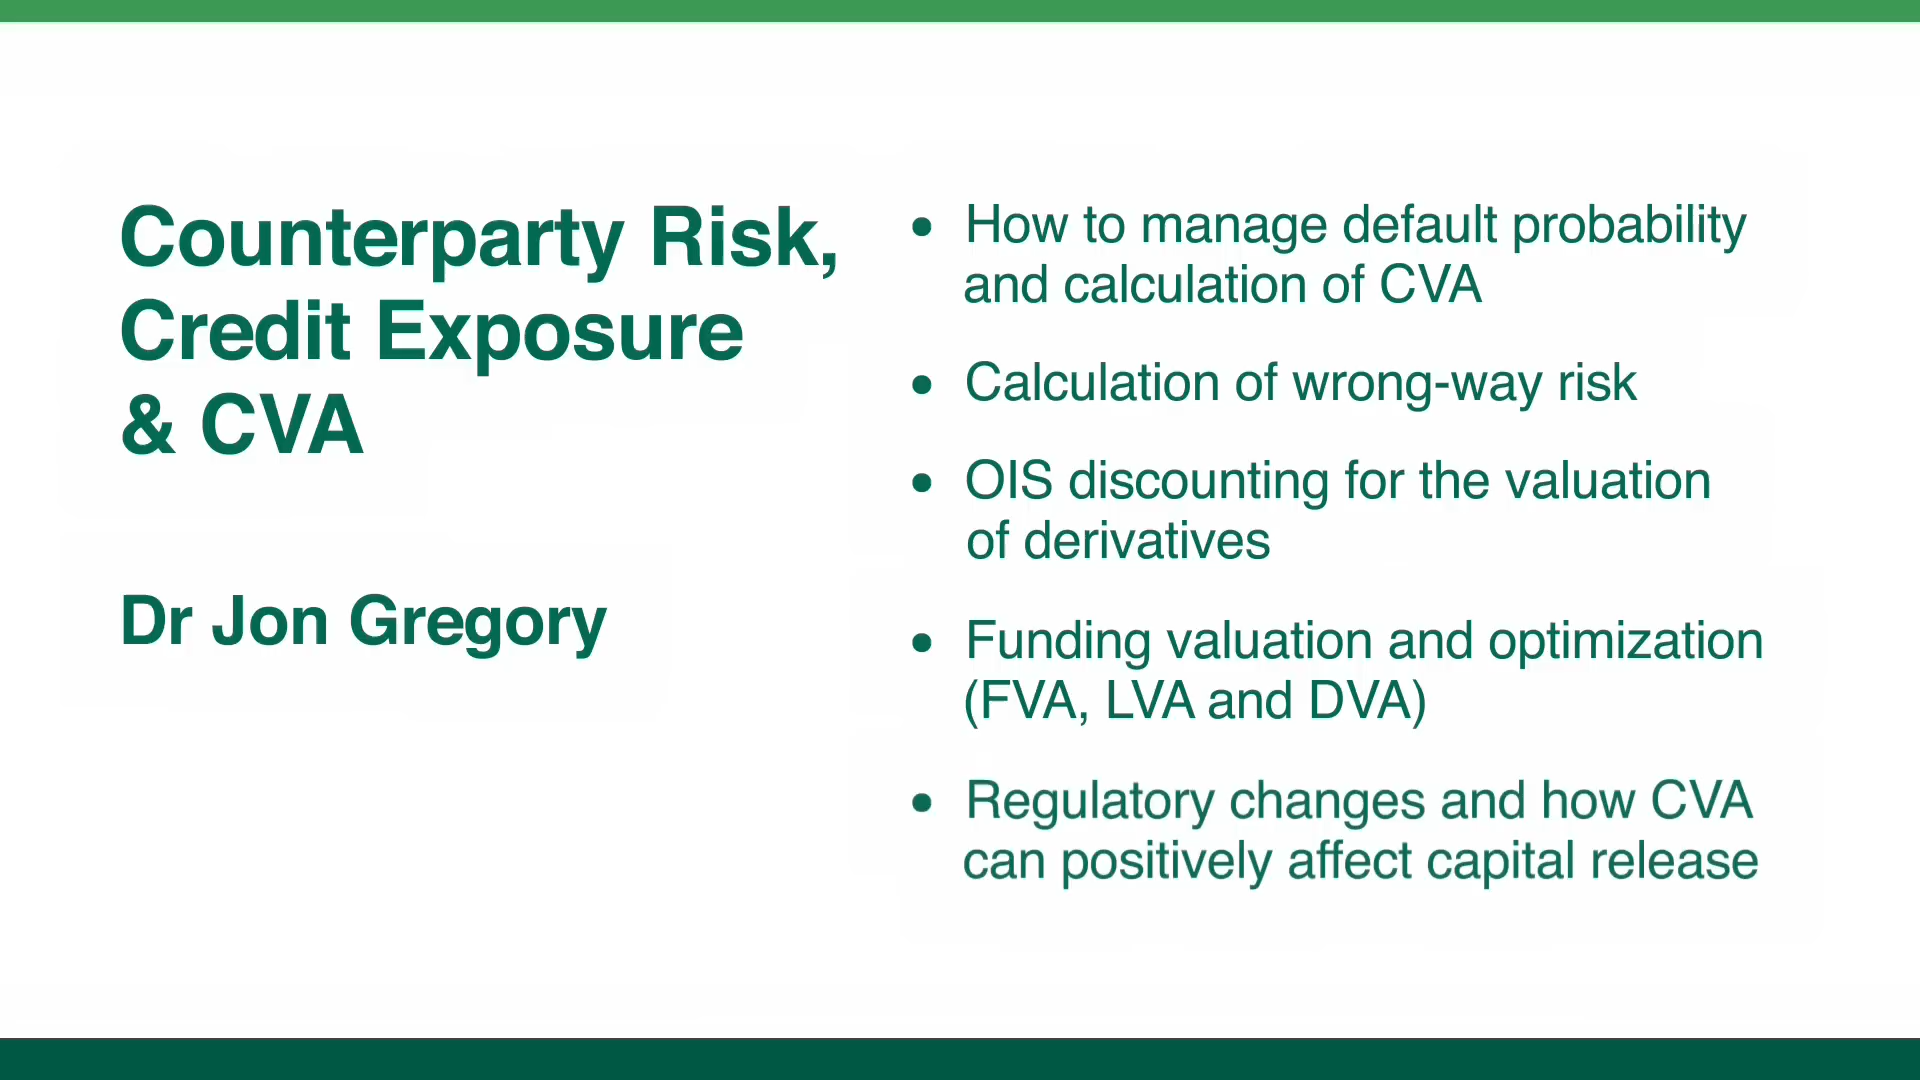 Counterparty Risk,
Credit Exposure
& CVA
Dr Jon Gregory
• How to manage default probability
and calculation of CVA
• Calculation of wrong-way risk
• OIS discounting for the valuation
of derivatives
• Funding valuation and optimization
(FVA, LVA and DVA)
• Regulatory changes and how CVA
can positively affect capital release